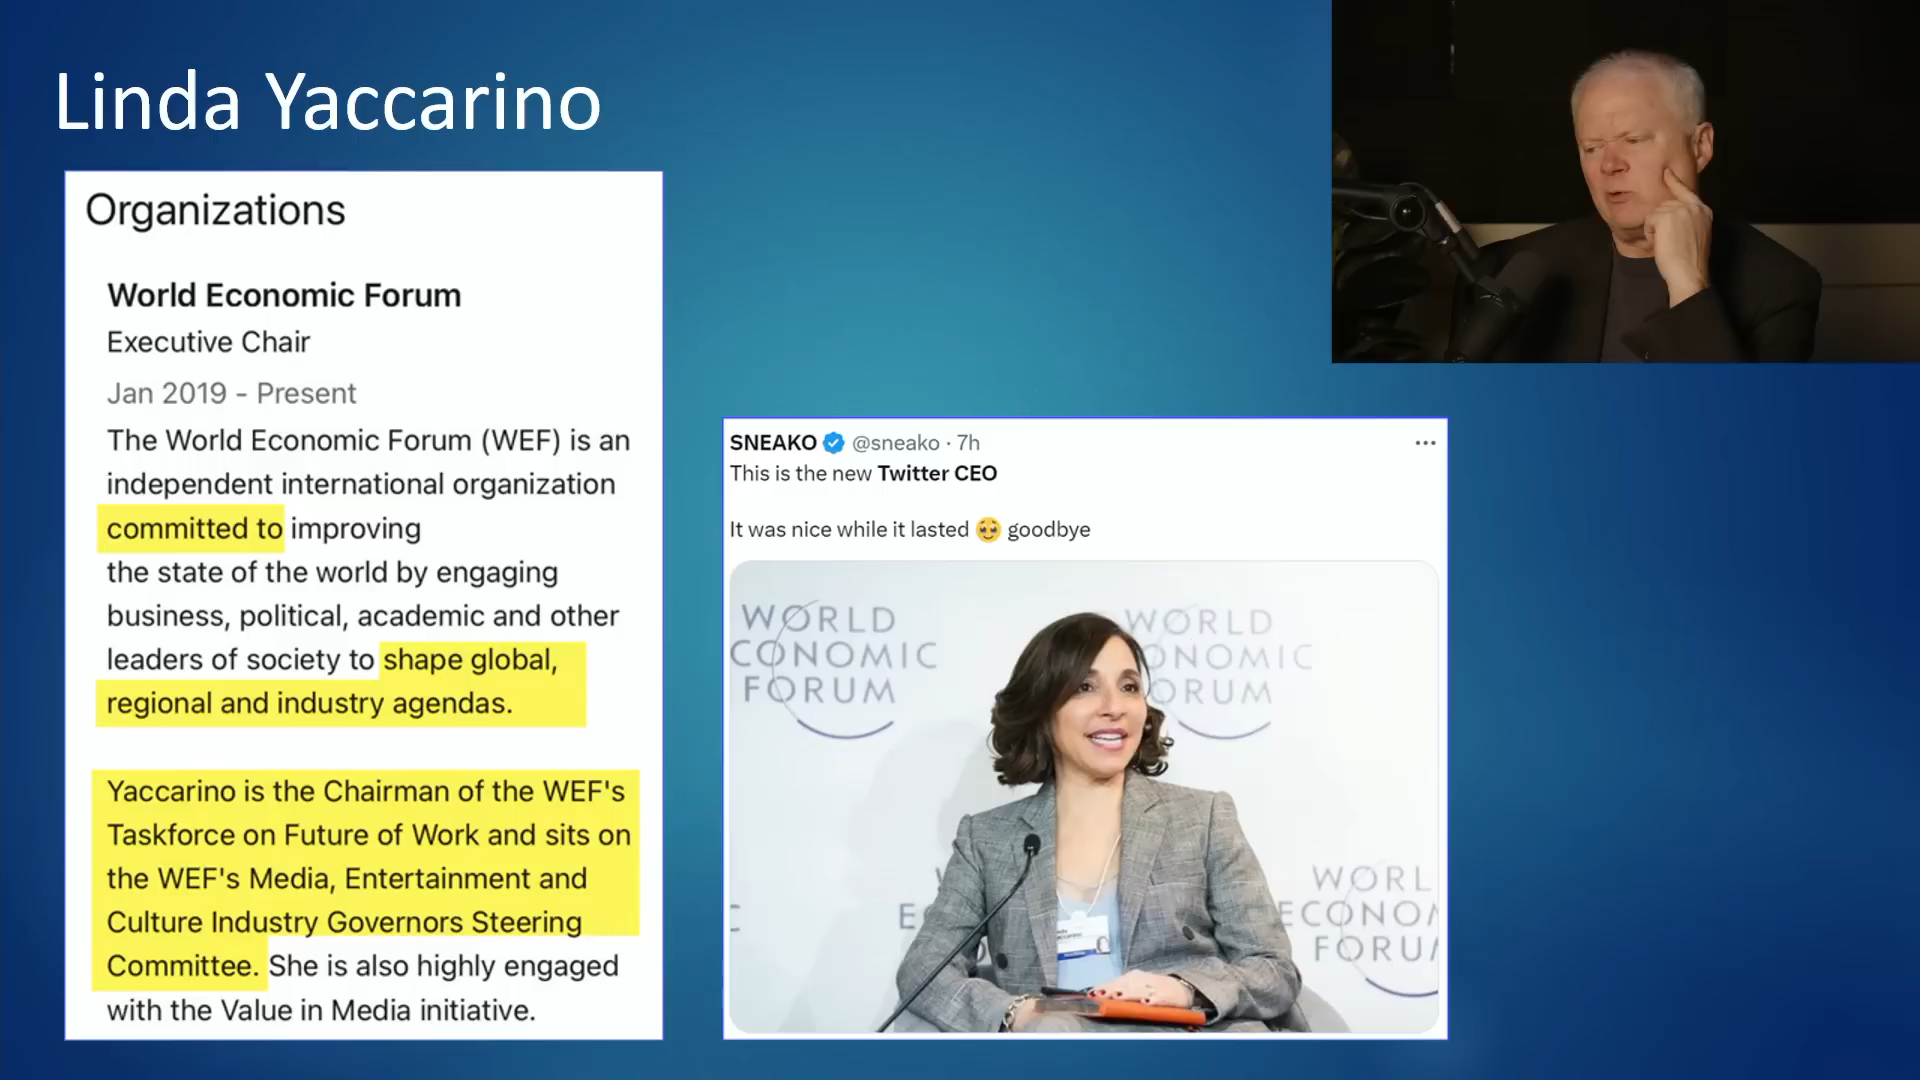 Linda Yaccarino
Organizations
World Economic Forum
Executive Chair
Jan 2019 - Present
The World Economic Forum (WEF) is an
independent international organization
committed to improving
the state of the world by engaging
business, political, academic and other
leaders of society to shape global,
regional and industry agendas.
Yaccarino is the Chairman of the WEF's
Taskforce on Future of Work and sits on
the WEF's Media, Entertainment and
Culture Industry Governors Steering
Committee. She is also highly engaged
with the Value in Media initiative.
SNEAKO @sneako · 7h
This is the new Twitter CEO
It was nice while it lasted 🥹 goodbye
WORLD
ECONOMIC
FORUM
WORLD
ECONOMIC
FORUM
WORL
ECONOM
FORUM